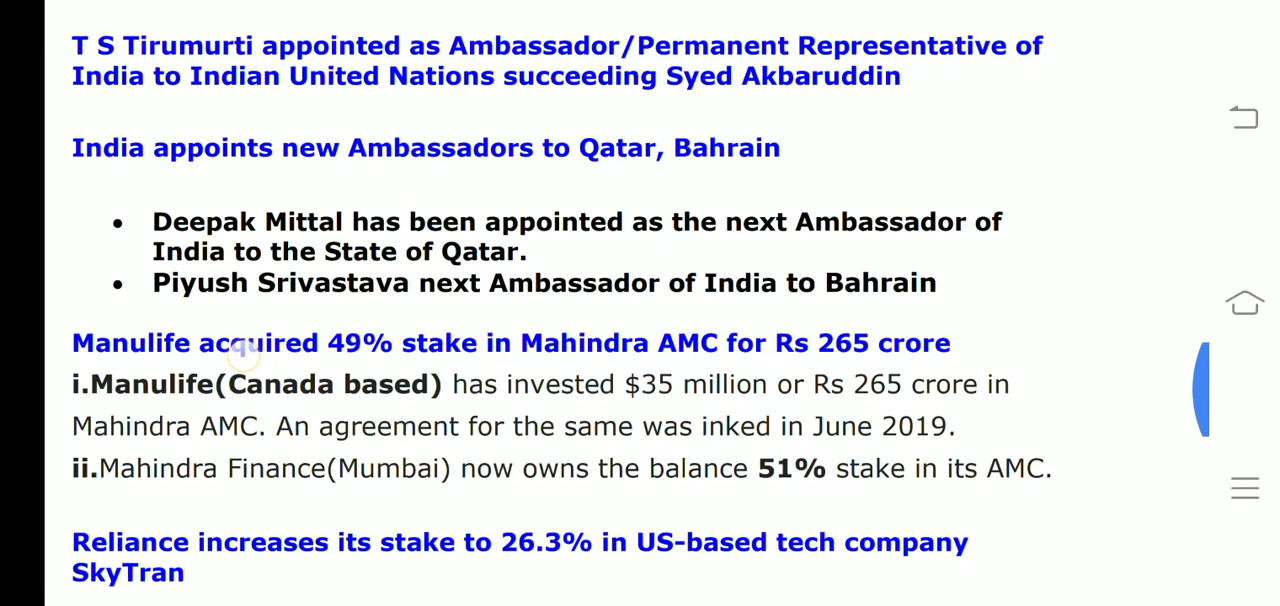 T S Tirumurti appointed as Ambassador/Permanent Representative of
India to Indian United Nations succeeding Syed Akbaruddin
India appoints new Ambassadors to Qatar, Bahrain
• Deepak Mittal has been appointed as the next Ambassador of
India to the State of Qatar.
• Piyush Srivastava next Ambassador of India to Bahrain
Manulife acquired 49% stake in Mahindra AMC for Rs 265 crore
i.Manulife(Canada based) has invested $35 million or Rs 265 crore in
Mahindra AMC. An agreement for the same was inked in June 2019.
ii.Mahindra Finance(Mumbai) now owns the balance 51% stake in its AMC.
Reliance increases its stake to 26.3% in US-based tech company
SkyTran